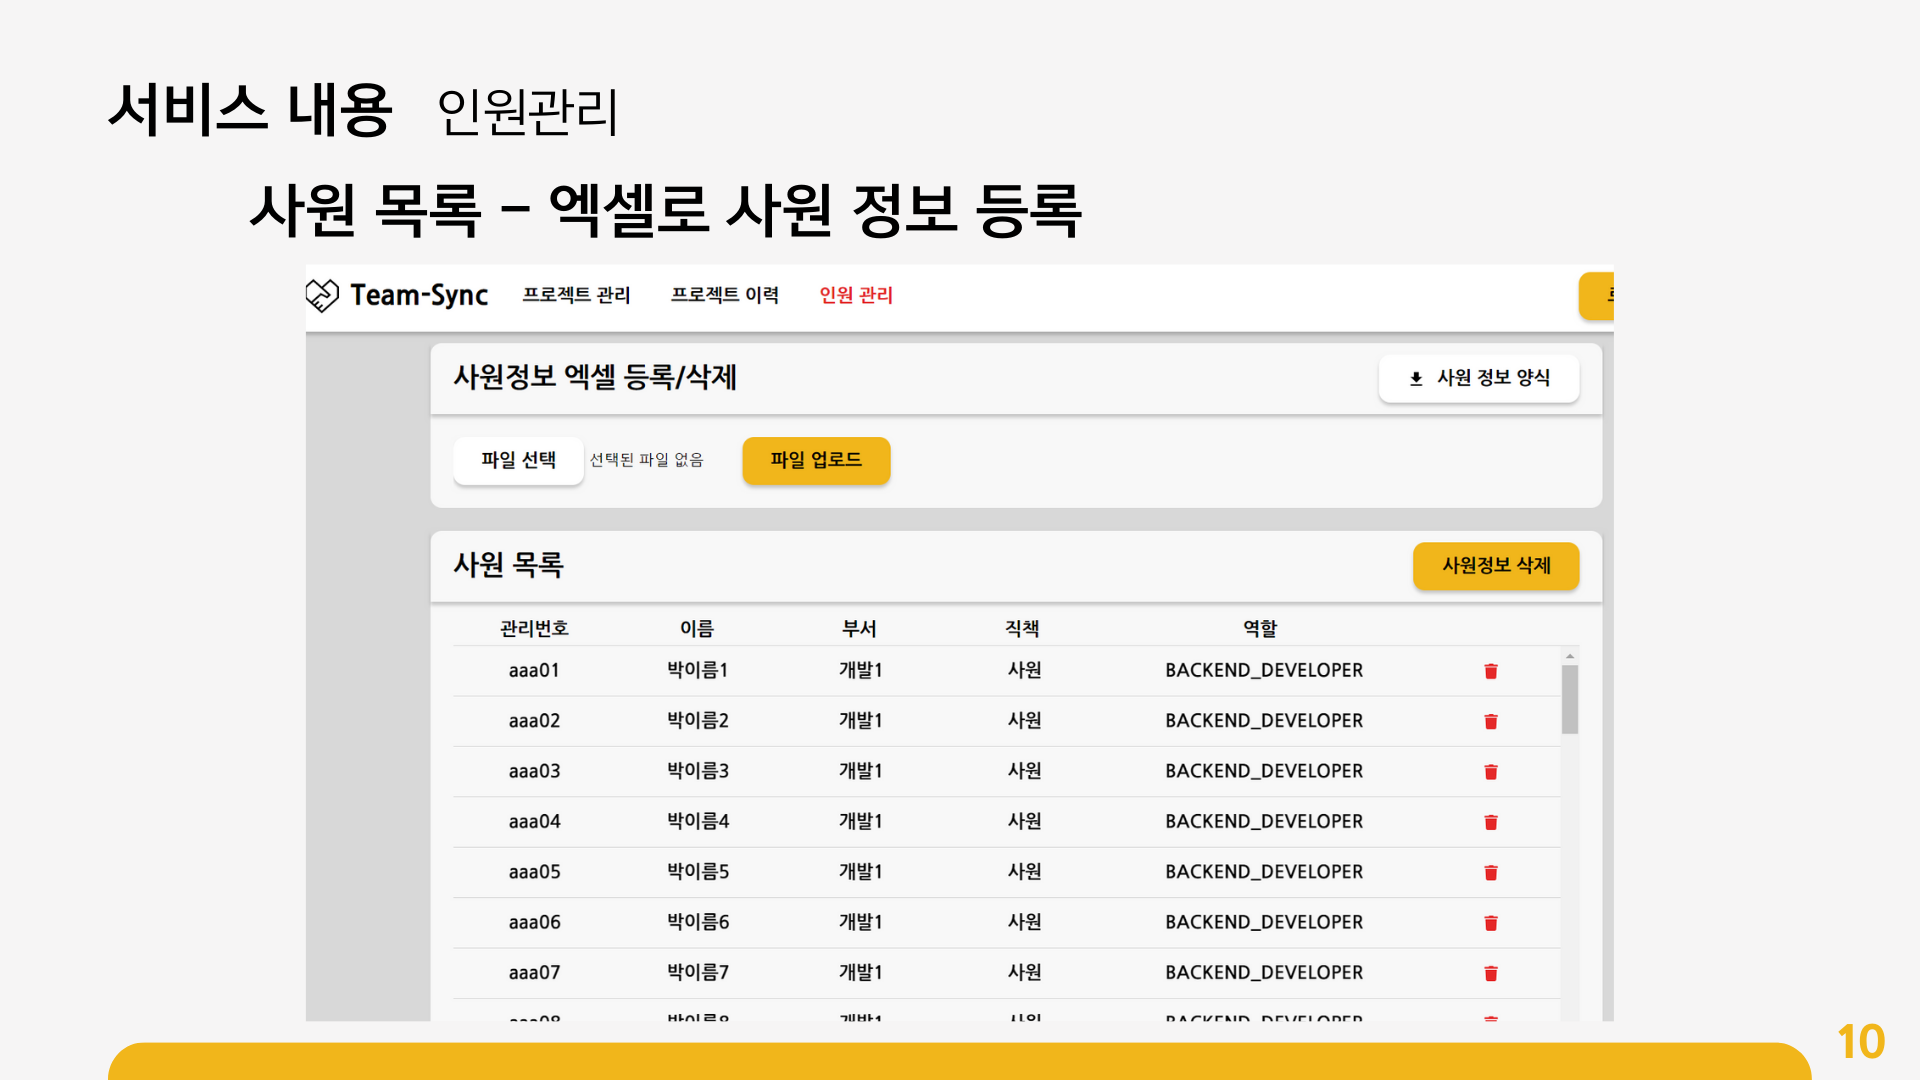 서비스 내용 인원관리
사원 목록 – 엑셀로 사원 정보 등록
Team-Sync 프로젝트 관리 프로젝트 이력 인원 관리
사원정보 엑셀 등록/삭제 사원 정보 양식
파일 선택 선택된 파일 없음 파일 업로드
사원 목록 사원정보 삭제
관리번호 이름 부서 직책 역할
aaa01 박이름1 개발1 사원 BACKEND_DEVELOPER
aaa02 박이름2 개발1 사원 BACKEND_DEVELOPER
aaa03 박이름3 개발1 사원 BACKEND_DEVELOPER
aaa04 박이름4 개발1 사원 BACKEND_DEVELOPER
aaa05 박이름5 개발1 사원 BACKEND_DEVELOPER
aaa06 박이름6 개발1 사원 BACKEND_DEVELOPER
aaa07 박이름7 개발1 사원 BACKEND_DEVELOPER
10